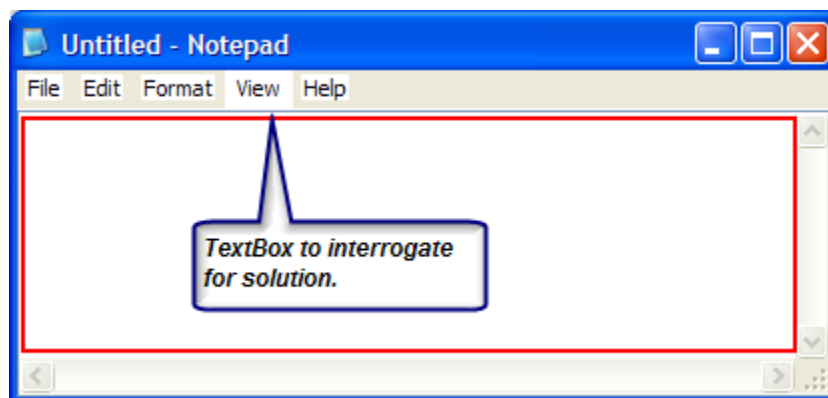 Untitled - Notepad
File Edit Format View Help
TextBox to interrogate
for solution.